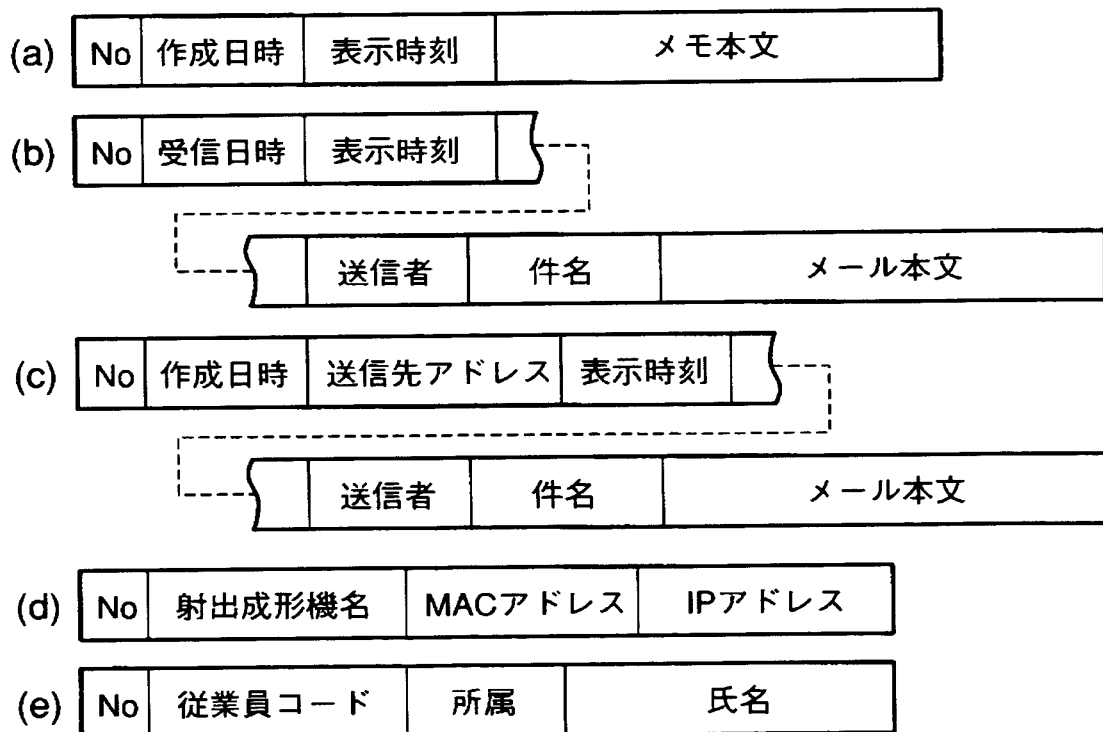 (a) No 作成日時 表示時刻 メモ本文
(b) No 受信日時 表示時刻
送信者 件名 メール本文
(c) No 作成日時 送信先アドレス 表示時刻
送信者 件名 メール本文
(d) No 射出成形機名 MACアドレス IPアドレス
(e) No 従業員コード 所属 氏名